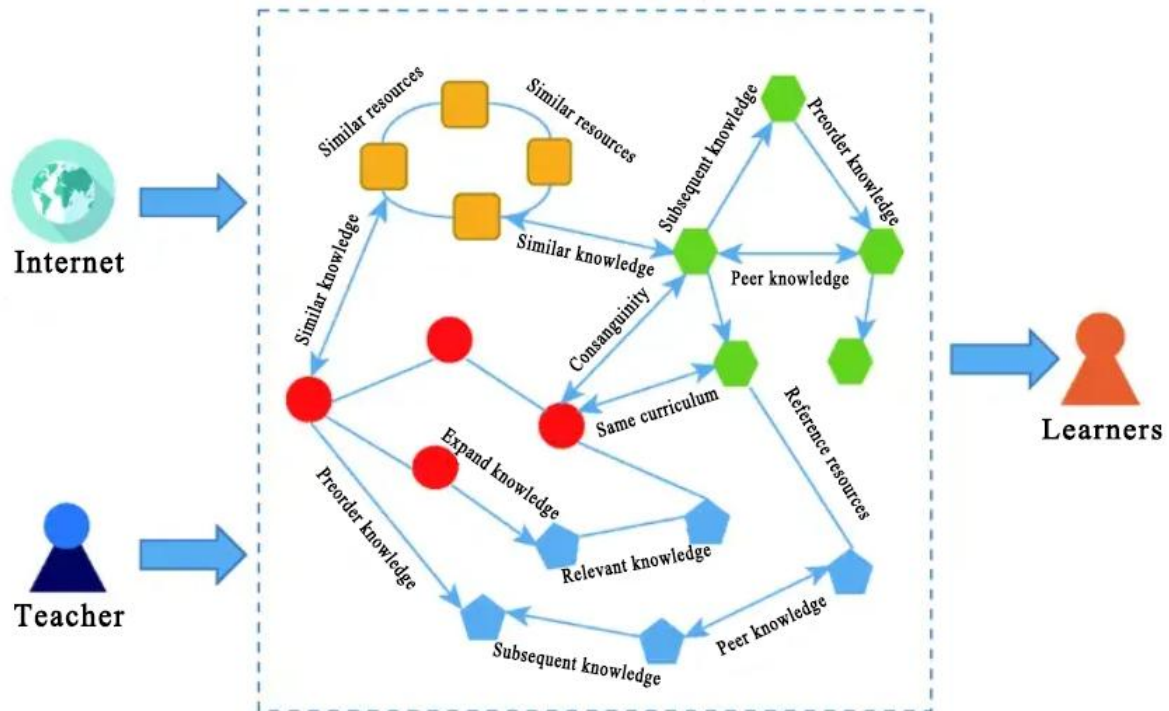 Similar resources
Similar resources
Subsequent knowledge
Preorder knowledge
Internet
Similar knowledge
Similar knowledge
Peer knowledge
Consanguinity
Same curriculum
Reference resources
Learners
Expand knowledge
Preorder knowledge
Relevant knowledge
Teacher
Subsequent knowledge
Peer knowledge